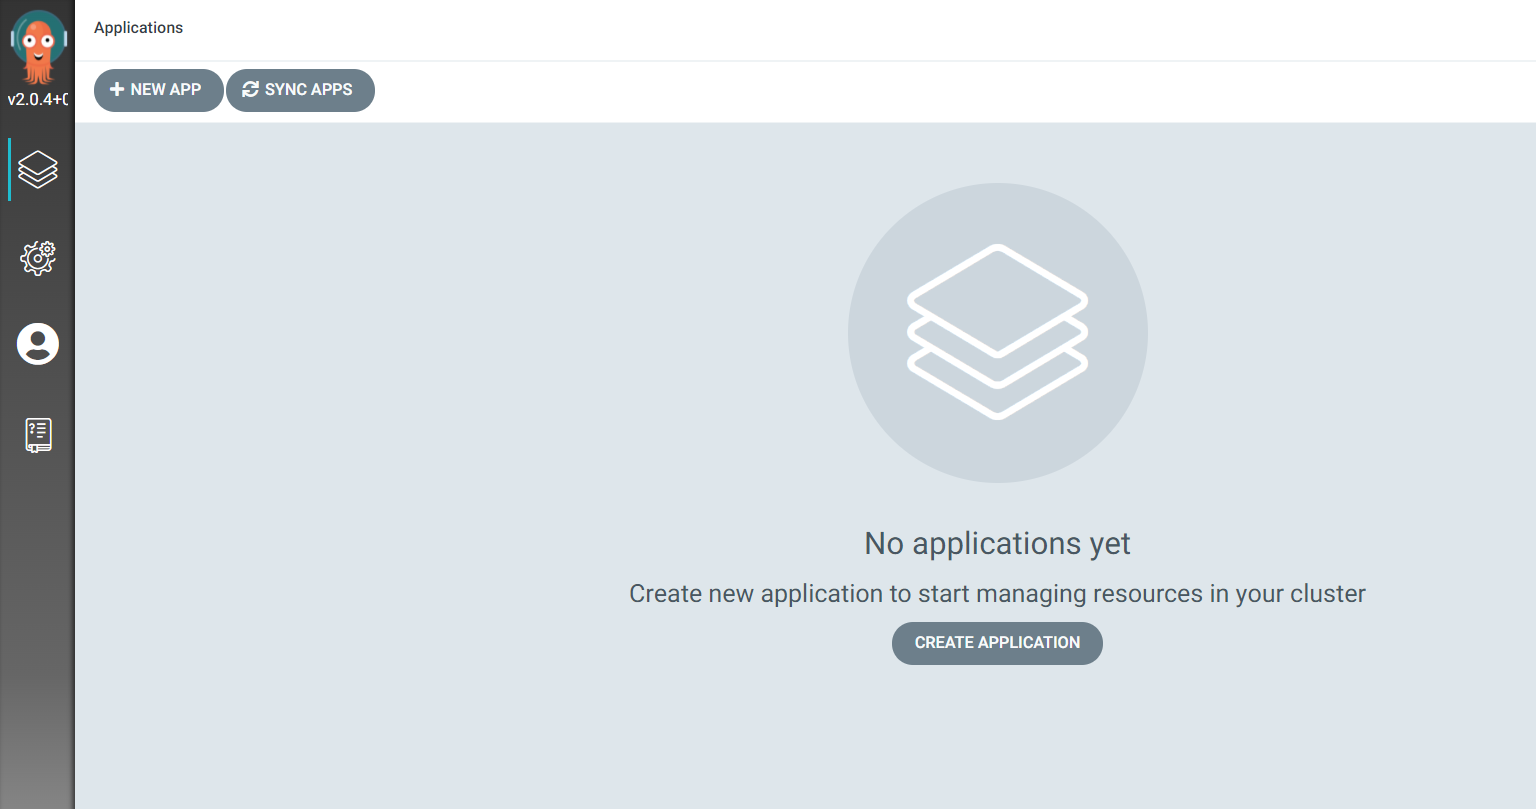 Applications
NEW APP
SYNC APPS
v2.0.4+
No applications yet
Create new application to start managing resources in your cluster
CREATE APPLICATION